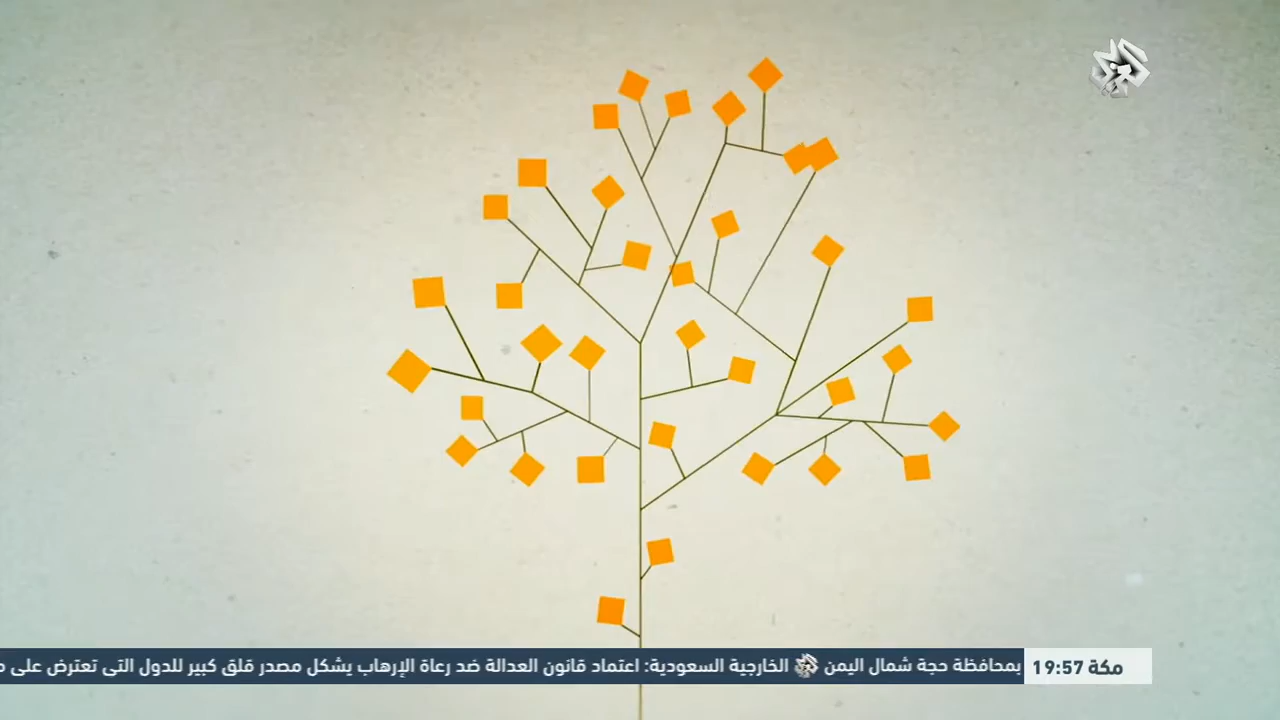 مكة 19:57
بمحافظة حجة شمال اليمن الخارجية السعودية: اعتماد قانون العدالة ضد رعاة الإرهاب يشكل مصدر قلق كبير للدول التى تعترض على